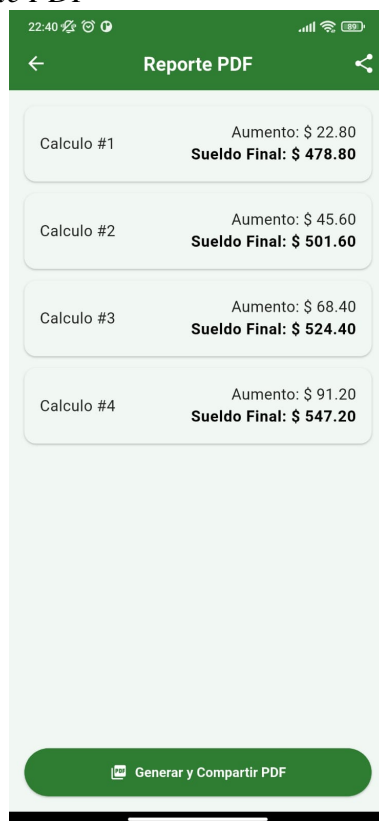 22:40
89
Reporte PDF
Calculo #1
Aumento: $ 22.80
Sueldo Final: $ 478.80
Calculo #2
Aumento: $ 45.60
Sueldo Final: $ 501.60
Calculo #3
Aumento: $ 68.40
Sueldo Final: $ 524.40
Calculo #4
Aumento: $ 91.20
Sueldo Final: $ 547.20
PDF Generar y Compartir PDF